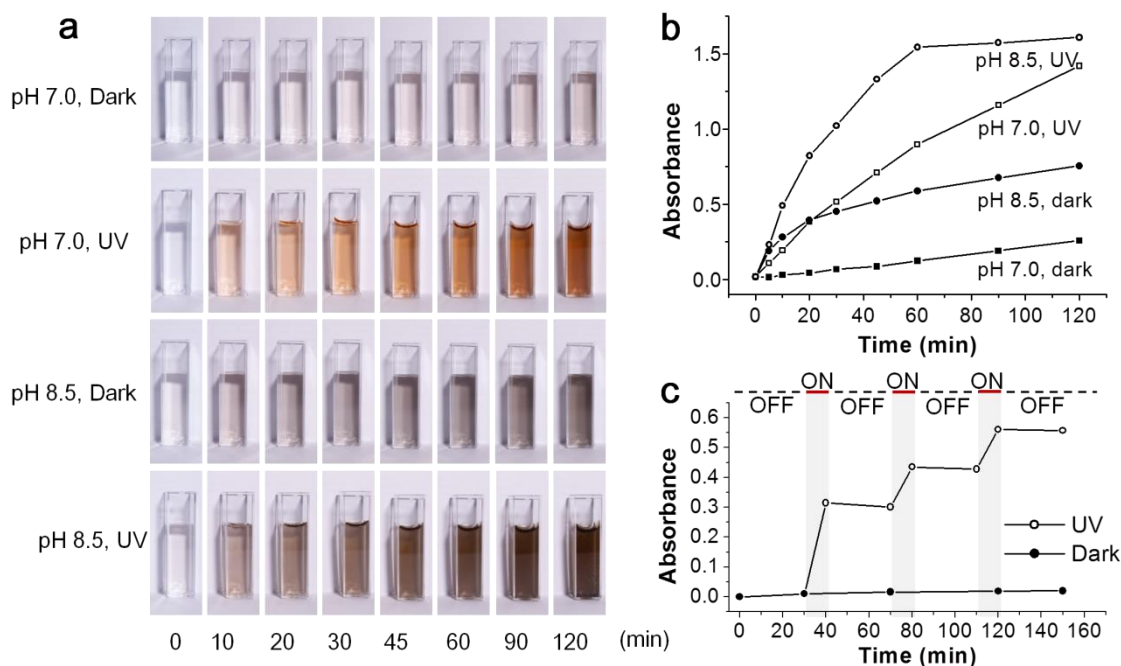 a
pH 7.0, Dark
pH 7.0, UV
pH 8.5, Dark
pH 8.5, UV
0 10 20 30 45 60 90 120 (min)
b
Absorbance
1.5
1.0
0.5
0.0
pH 8.5, UV
pH 7.0, UV
pH 8.5, dark
pH 7.0, dark
0 20 40 60 80 100 120
Time (min)
c
ON ON ON
OFF OFF OFF OFF
Absorbance
0.6
0.5
0.4
0.3
0.2
0.1
0.0
UV
Dark
0 20 40 60 80 100 120 140 160
Time (min)